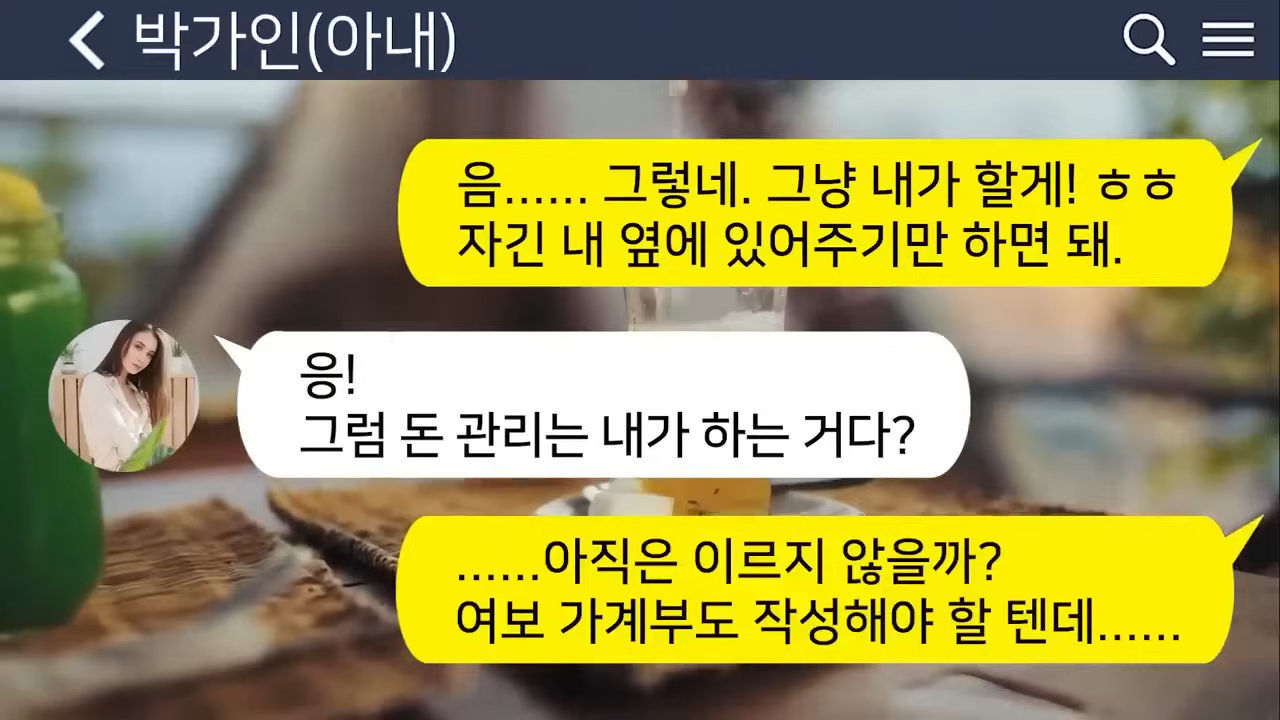 박가인(아내)
음...... 그렇네. 그냥 내가 할게! ㅎㅎ
자긴 내 옆에 있어주기만 하면 돼.
응!
그럼 돈 관리는 내가 하는 거다?
......아직은 이르지 않을까?
여보 가계부도 작성해야 할 텐데......